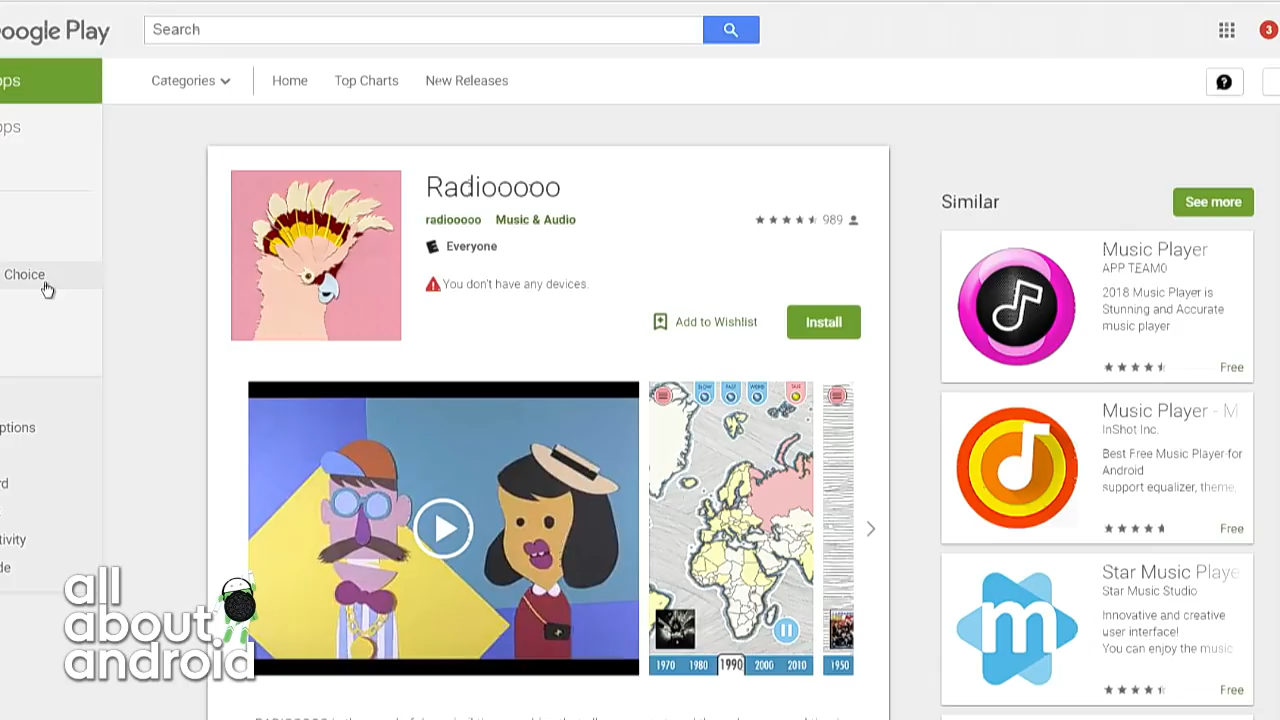 oogle Play
Search
3
ops
Categories
Home
Top Charts
New Releases
?
ops
Choice
ptions
rd
tivity
de
Radiooooo
radiooooo Music & Audio
989
E Everyone
You don't have any devices.
Add to Wishlist
Install
SLOW FAST WEIRD
1970 1980 1990 2000 2010
1950
Similar
See more
Music Player
APP TEAM0
2018 Music Player is
Stunning and Accurate
music player
Free
Music Player - M
InShot Inc.
Best Free Music Player for
Android
support equalizer theme
Free
Star Music Playe
Star Music Studio
m
Innovative and creative
user interface!
You can enjoy the music
Free
all
about
android